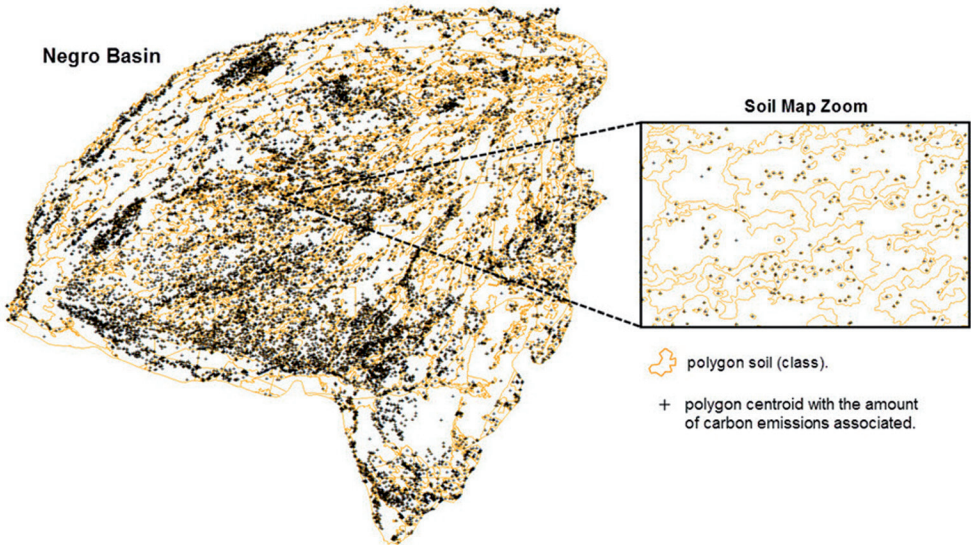 Negro Basin
Soil Map Zoom
polygon soil (class).
polygon centroid with the amount
of carbon emissions associated.